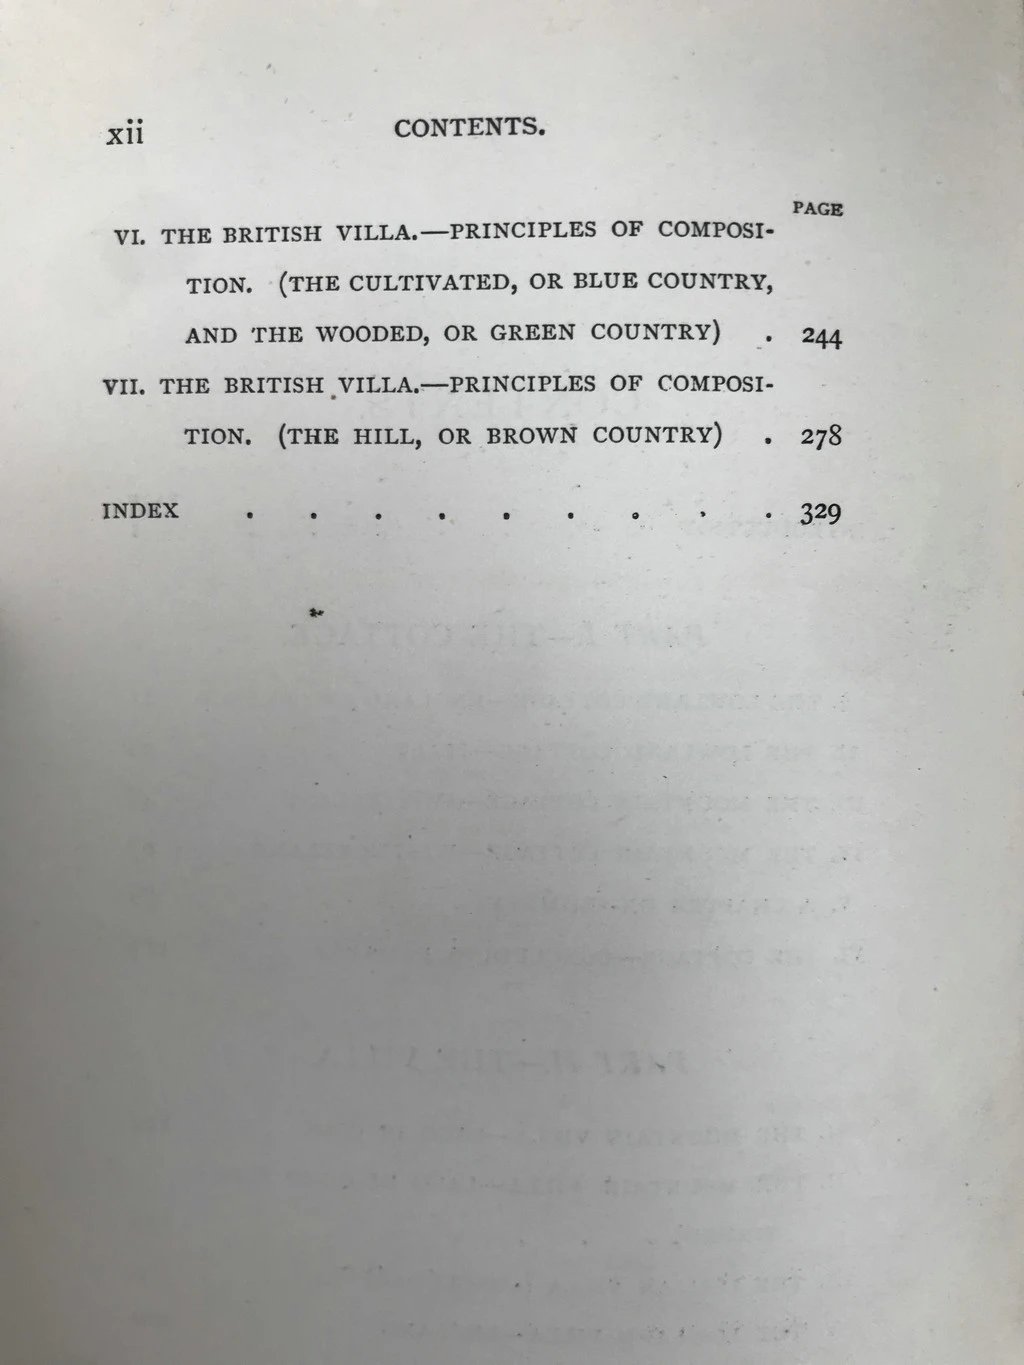 xii CONTENTS.
PAGE
VI. THE BRITISH VILLA.—PRINCIPLES OF COMPOSI-
TION. (THE CULTIVATED, OR BLUE COUNTRY,
AND THE WOODED, OR GREEN COUNTRY) . 244
VII. THE BRITISH VILLA.—PRINCIPLES OF COMPOSI-
TION. (THE HILL, OR BROWN COUNTRY) . 278
INDEX . . . . . . . . . 329